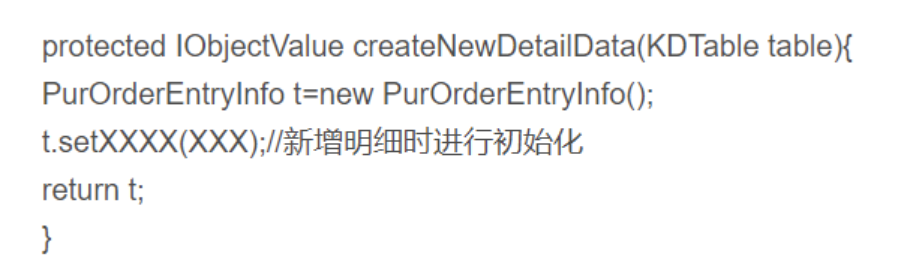 protected IObjectValue createNewDetailData(KDTable table){
PurOrderEntryInfo t=new PurOrderEntryInfo();
t.setXXXX(XXX);//新增明细时进行初始化
return t;
}